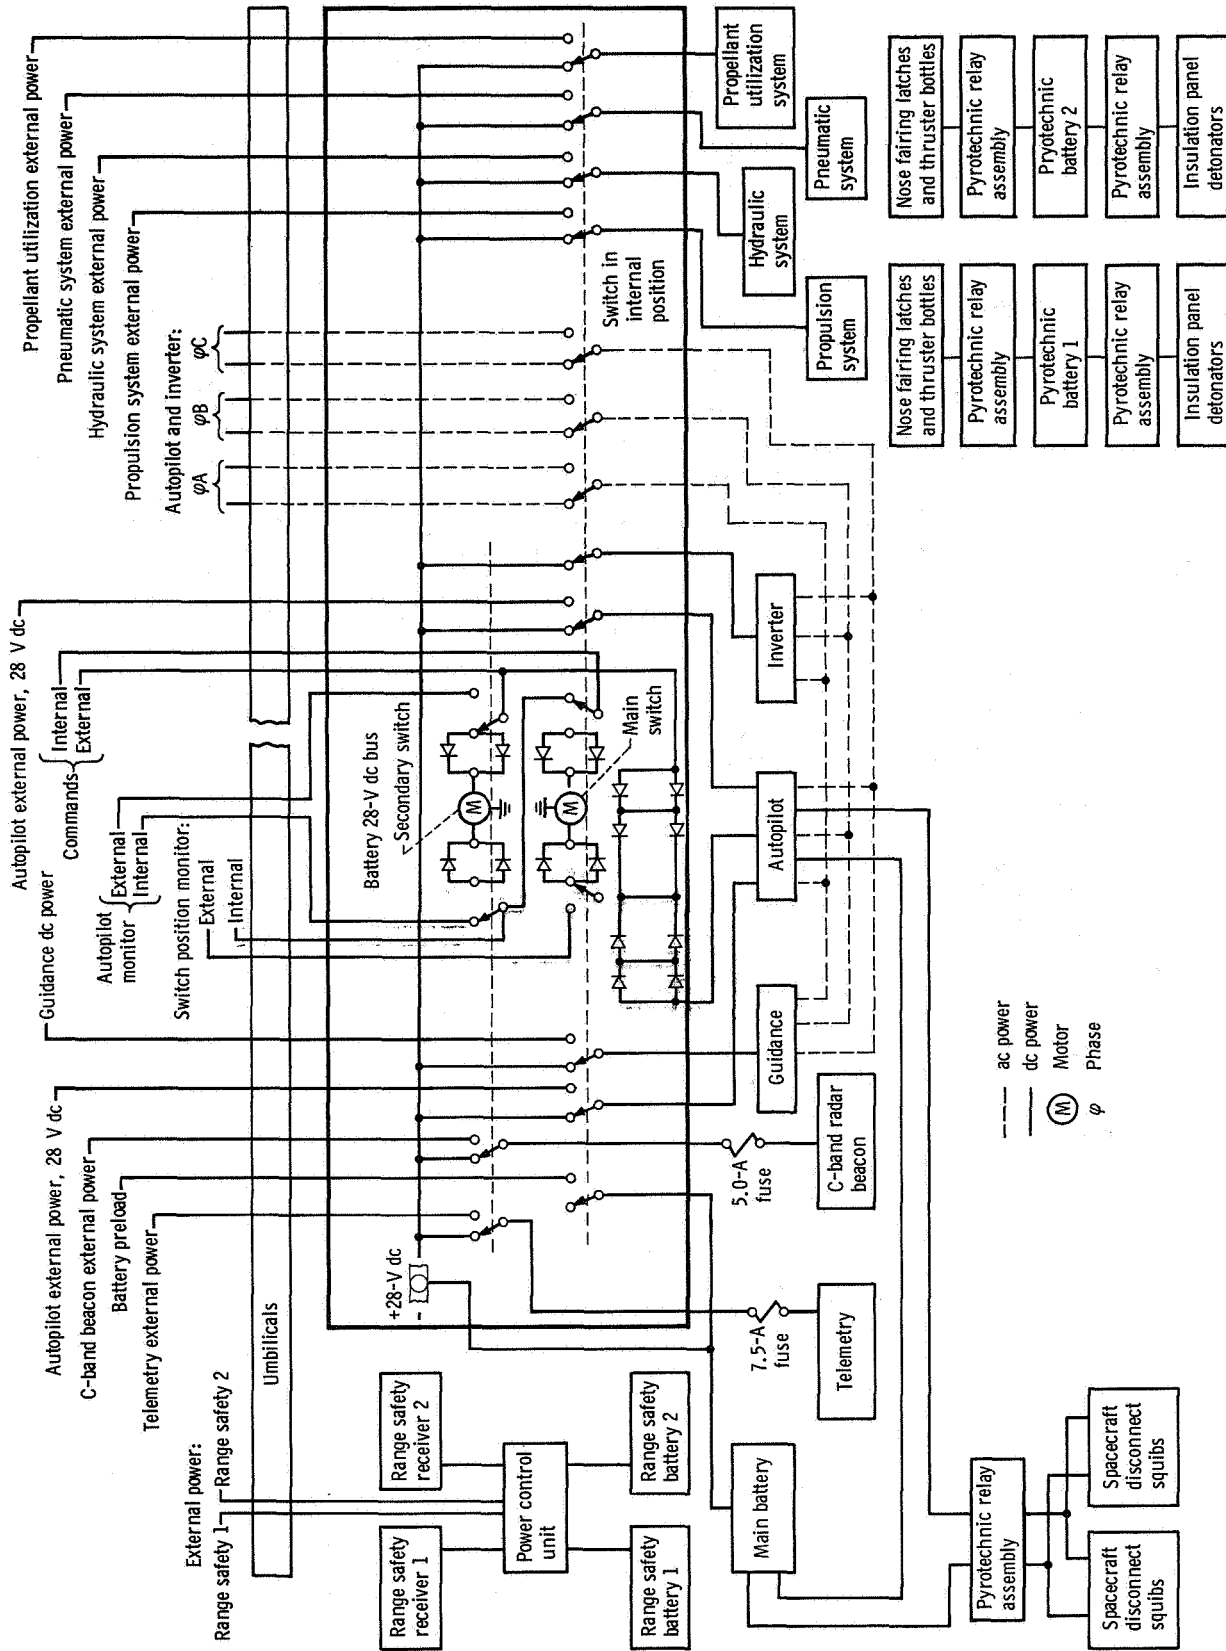 Autopilot external power, 28 V dc
C-band beacon external power
Battery preload
Telemetry external power
External power:
Range safety 1
Range safety 2
Guidance dc power
Autopilot
monitor
External
Internal
Switch position monitor:
External
Internal
Autopilot external power, 28 V dc
Commands
Internal
External
Propellant utilization external power
Pneumatic system external power
Hydraulic system external power
Propulsion system external power
Autopilot and inverter:
φA
φB
φC
Umbilicals
+28-V dc
Battery 28-V dc bus
Secondary switch
M
M
Main
switch
Switch in
internal
position
Range safety
receiver 1
Range safety
receiver 2
Power control
unit
Range safety
battery 1
Range safety
battery 2
Main battery
7.5-A
fuse
Telemetry
5.0-A
fuse
C-band radar
beacon
Guidance
Autopilot
Inverter
Propulsion
system
Hydraulic
system
Pneumatic
system
Propellant
utilization
system
Pyrotechnic relay
assembly
Spacecraft
disconnect
squibs
Spacecraft
disconnect
squibs
ac power
dc power
M Motor
φ Phase
Nose fairing latches
and thruster bottles
Pyrotechnic relay
assembly
Pyrotechnic
battery 1
Pyrotechnic relay
assembly
Insulation panel
detonators
Nose fairing latches
and thruster bottles
Pyrotechnic relay
assembly
Pryotechnic
battery 2
Pyrotechnic relay
assembly
Insulation panel
detonators